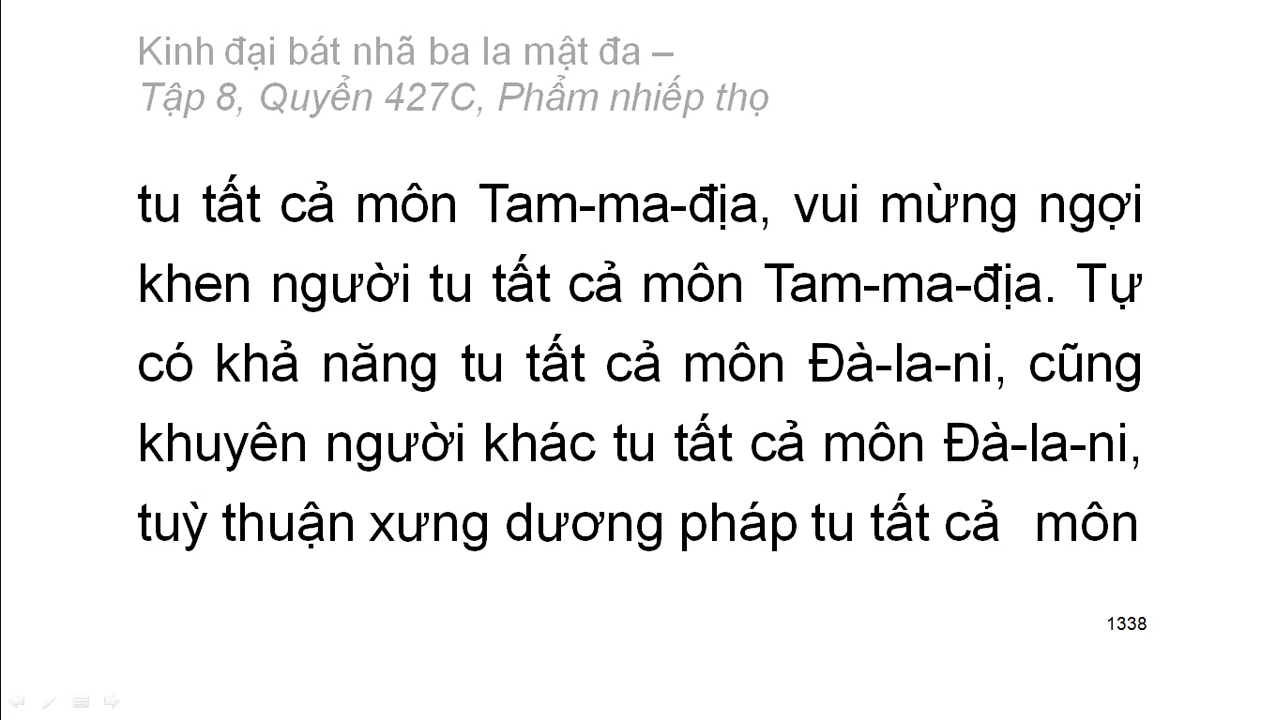 Kinh đại bát nhã ba la mật đa –
Tập 8, Quyển 427C, Phẩm nhiếp thọ
tu tất cả môn Tam-ma-địa, vui mừng ngợi
khen người tu tất cả môn Tam-ma-địa. Tự
có khả năng tu tất cả môn Đà-la-ni, cũng
khuyên người khác tu tất cả môn Đà-la-ni,
tuỳ thuận xưng dương pháp tu tất cả môn
1338